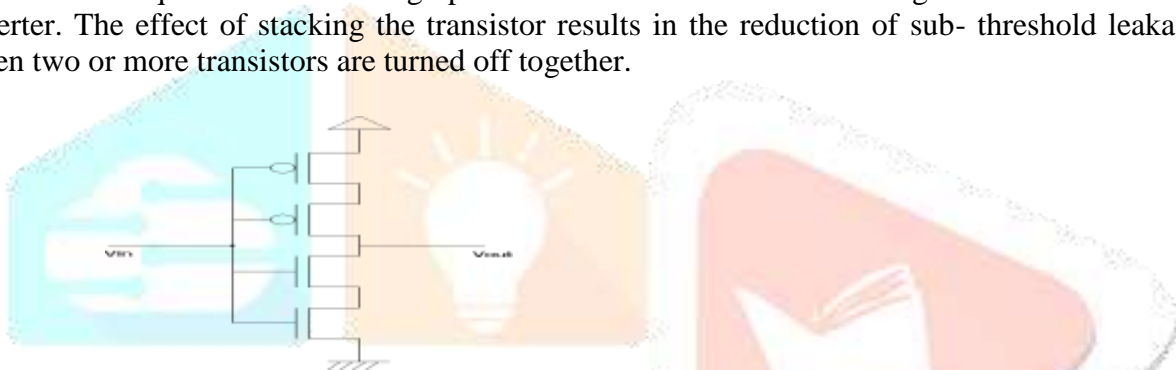 erter. The effect of stacking the transistor results in the reduction of sub- threshold leaka
en two or more transistors are turned off together.
Vin
Vout